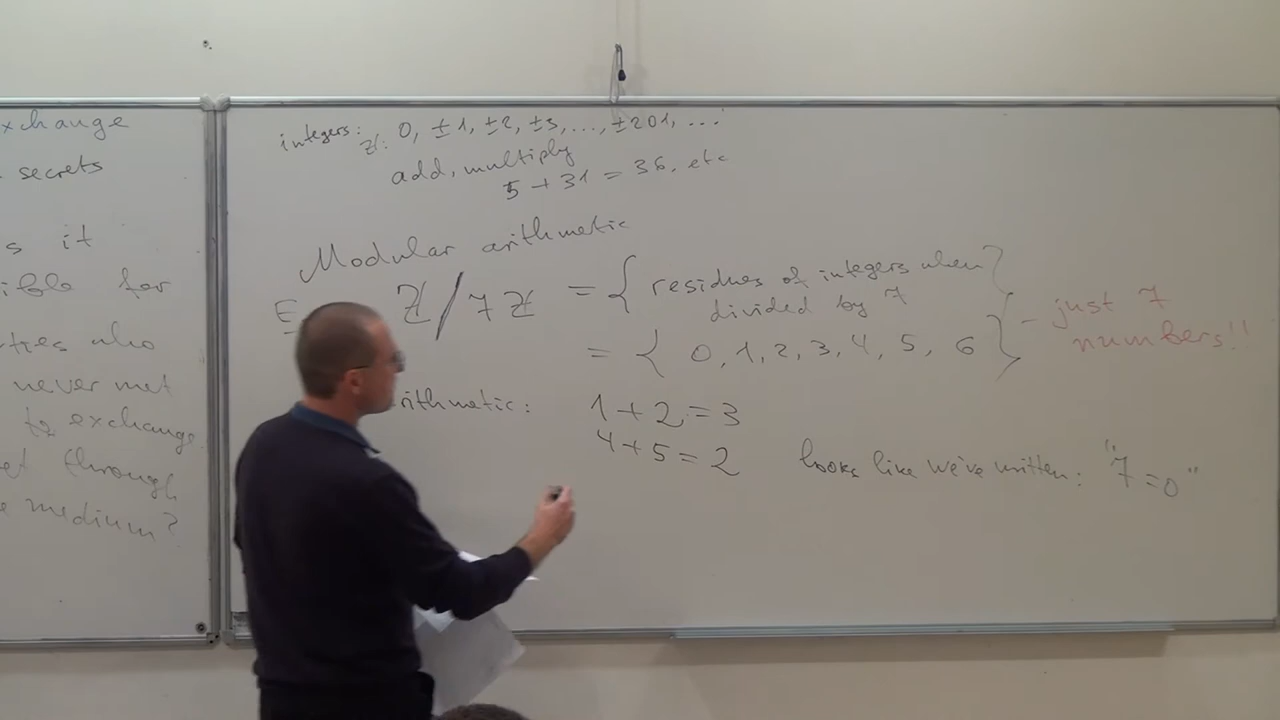 xchange
secrets
s it
ible for
rties who
never met
to exchange
et through
e medium?
integers: ℤ: 0, ±1, ±2, ±3, ..., ±201, ...
add, multiply
5 + 31 = 36, etc
Modular arithmetic
E ℤ/7ℤ = { residues of integers when
divided by 7 }
= { 0, 1, 2, 3, 4, 5, 6 } - just 7
numbers!!
rithmetic: 1 + 2 = 3
4 + 5 = 2 looks like we've written: "7 = 0"